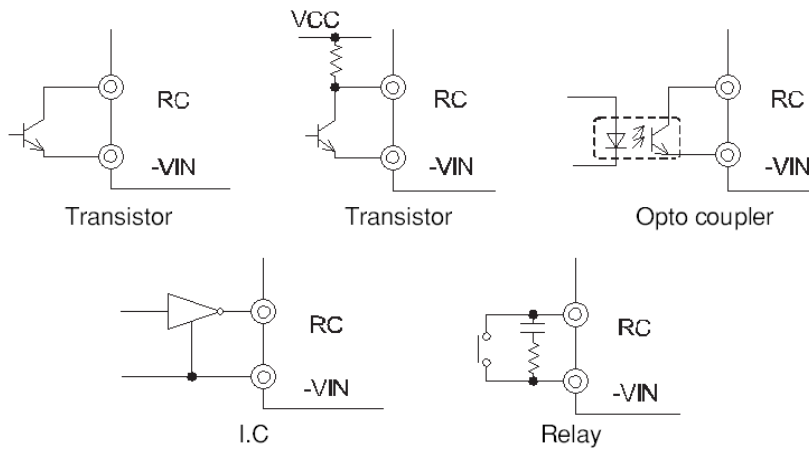 VCC
RC
RC
RC
-VIN
-VIN
-VIN
Transistor
Transistor
Opto coupler
RC
RC
-VIN
-VIN
I.C
Relay